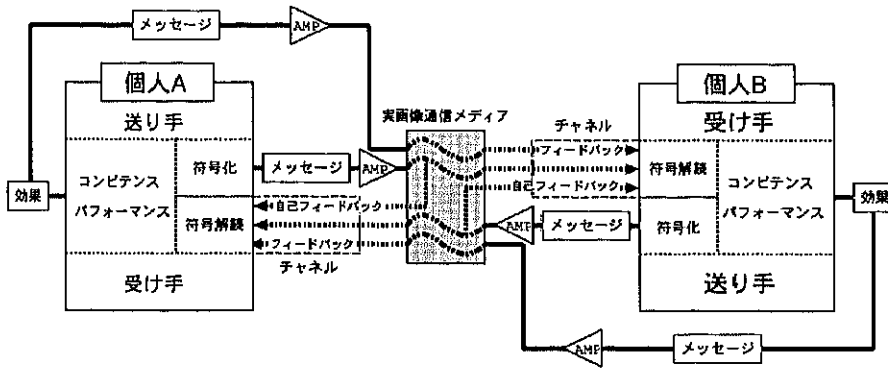 メッセージ
AMP
個人A
送り手
コンピテンス
パフォーマンス
符号化
符号解読
受け手
効果
メッセージ
AMP
自己フィードバック
フィードバック
チャネル
実画像通信メディア
チャネル
フィードバック
自己フィードバック
AMP
メッセージ
個人B
受け手
符号解読
符号化
コンピテンス
パフォーマンス
送り手
効果
AMP
メッセージ